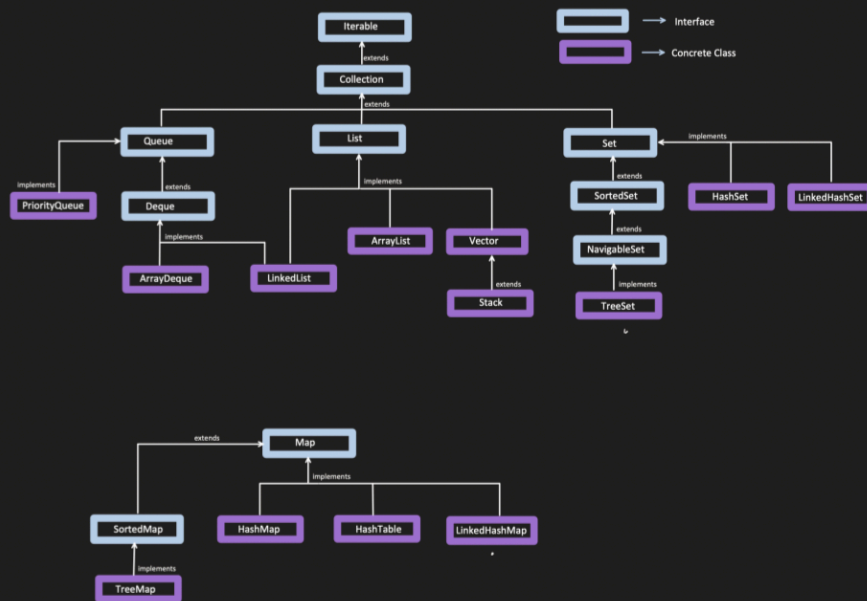 Iterable
Interface
extends
Concrete Class
Collection
extends
Queue
List
Set
implements
implements
extends
implements
extends
PriorityQueue
Deque
SortedSet
HashSet
LinkedHashSet
implements
ArrayList
Vector
extends
NavigableSet
ArrayDeque
LinkedList
extends
implements
Stack
TreeSet
extends
Map
implements
SortedMap
HashMap
HashTable
LinkedHashMap
implements
TreeMap